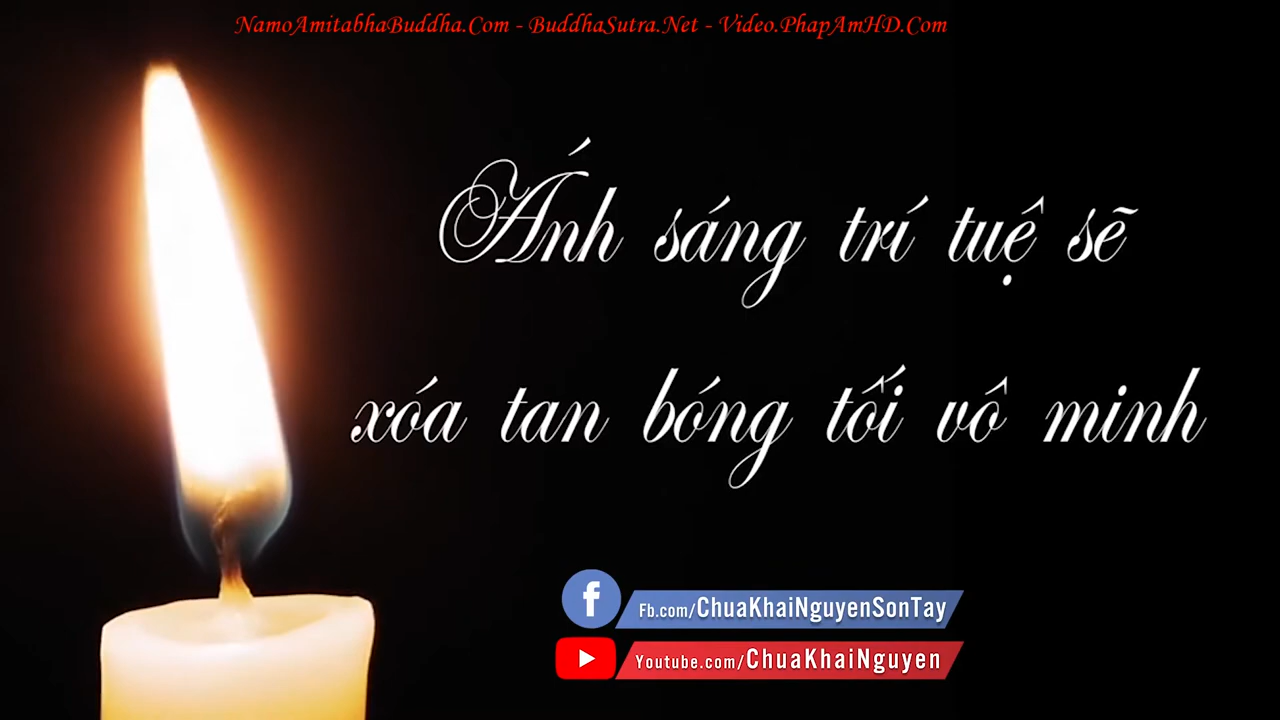 NamoAmitabhaBuddha.Com - BuddhaSutra.Net - Video.PhapAmHD.Com
Ánh sáng trí tuệ sẽ
xóa tan bóng tối vô minh
Fb.com/ChuaKhaiNguyenSonTay
Youtube.com/ChuaKhaiNguyen